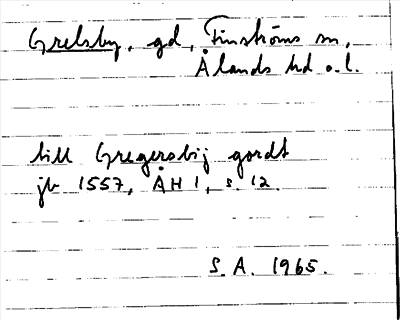 Grelsby, gd, Finströms sn,
Ålands hd o. l.
till Gregersbij gordt
jb 1557, ÅH 1, s. 12.
S. A. 1965.